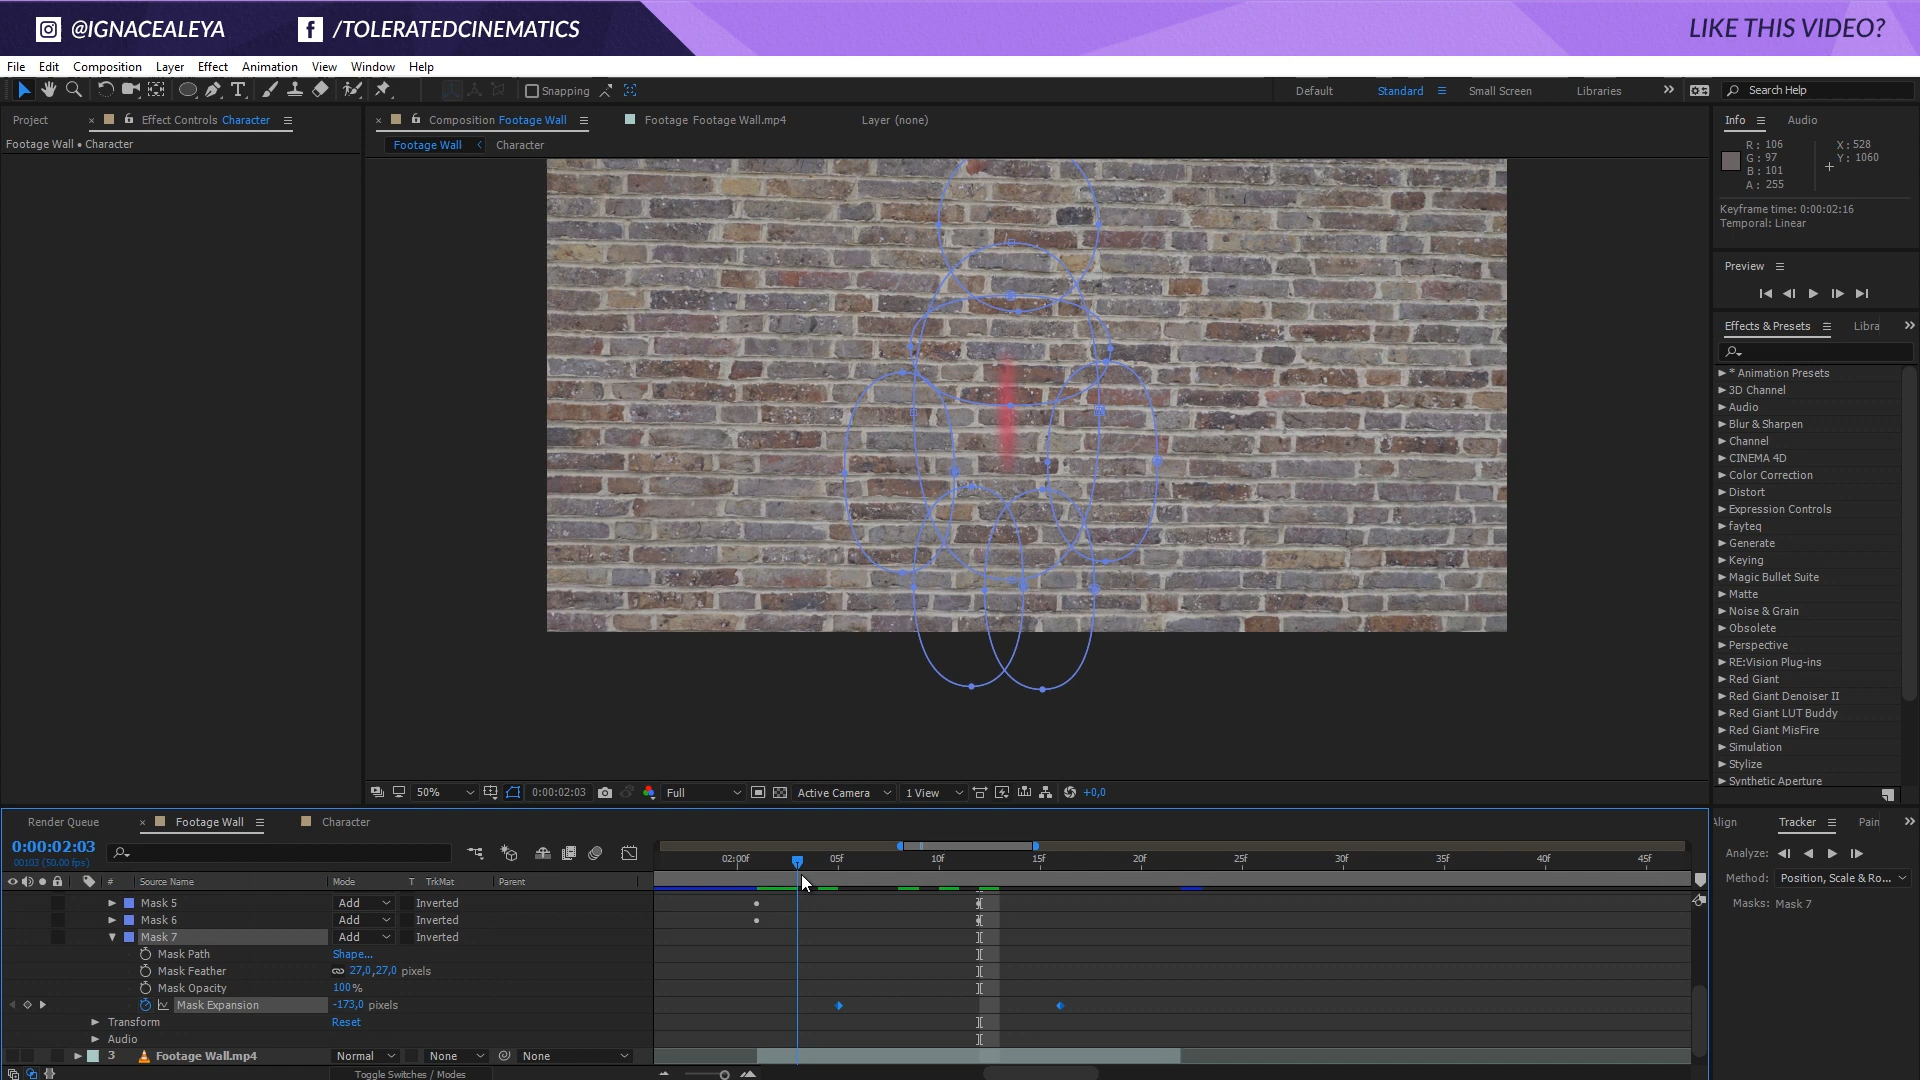 @IGNACEALEYA /TOLERATEDCINEMATICS LIKE THIS VIDEO?
File Edit Composition Layer Effect Animation View Window Help
Snapping Default Standard Small Screen Libraries Search Help
Project Effect Controls Character Composition Footage Wall Footage Footage Wall.mp4 Layer (none) Info Audio
Footage Wall • Character Footage Wall Character
R: 106 X: 528
G: 97 Y: 1060
B: 101
A: 255
Keyframe time: 0:00:02:16
Temporal: Linear
Preview
Effects & Presets Libra
* Animation Presets
3D Channel
Audio
Blur & Sharpen
Channel
CINEMA 4D
Color Correction
Distort
Expression Controls
fayteq
Generate
Keying
Magic Bullet Suite
Matte
Noise & Grain
Obsolete
Perspective
RE:Vision Plug-ins
Red Giant
Red Giant Denoiser II
Red Giant LUT Buddy
Red Giant MisFire
Simulation
Stylize
Synthetic Aperture
50% 0:00:02:03 Full Active Camera 1 View +0,0
Render Queue Footage Wall Character
Align Tracker Pain
0:00:02:03
00103 (50.00 fps)
02:00f 05f 10f 15f 20f 25f 30f 35f 40f 45f
Analyze:
# Source Name Mode T TrkMat Parent
Method: Position, Scale & Ro...
Masks: Mask 7
Mask 5 Add Inverted
Mask 6 Add Inverted
Mask 7 Add Inverted
Mask Path Shape...
Mask Feather 27,0,27,0 pixels
Mask Opacity 100%
Mask Expansion -173,0 pixels
Transform Reset
Audio
3 Footage Wall.mp4 Normal None None
Toggle Switches / Modes